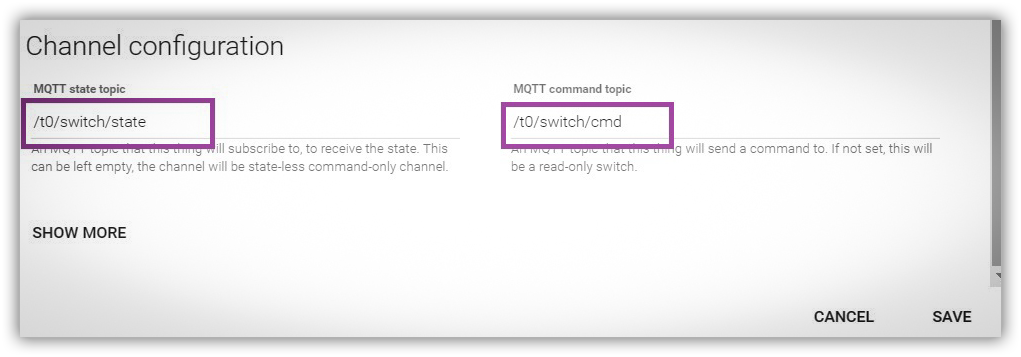 Channel configuration
MQTT state topic
/t0/switch/state
An MQTT topic that this thing will subscribe to, to receive the state. This
can be left empty, the channel will be state-less command-only channel.
MQTT command topic
/t0/switch/cmd
An MQTT topic that this thing will send a command to. If not set, this will
be a read-only switch.
SHOW MORE
CANCEL
SAVE